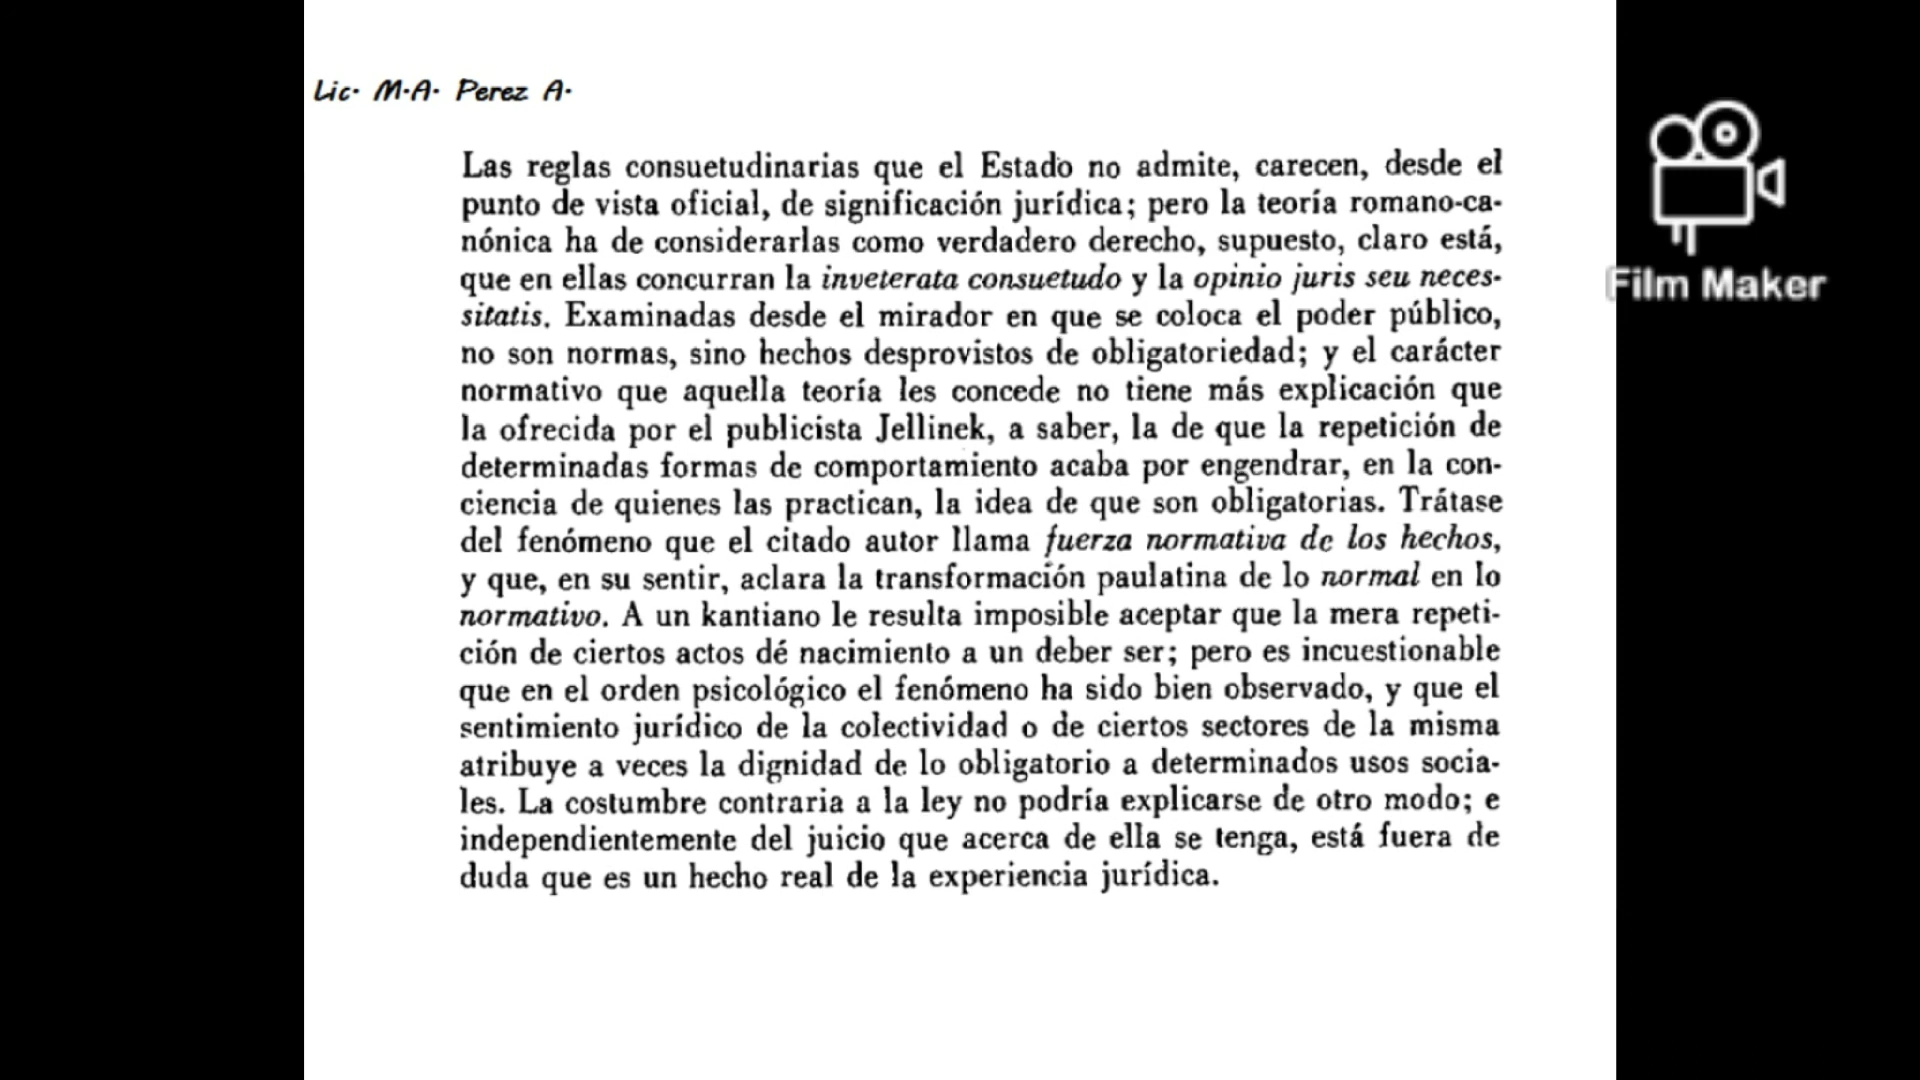 Lic. M.A. Perez A.
Las reglas consuetudinarias que el Estado no admite, carecen, desde el
punto de vista oficial, de significación jurídica; pero la teoría romano-ca-
nónica ha de considerarlas como verdadero derecho, supuesto, claro está,
que en ellas concurran la inveterata consuetudo y la opinio juris seu neces-
sitatis. Examinadas desde el mirador en que se coloca el poder público,
no son normas, sino hechos desprovistos de obligatoriedad; y el carácter
normativo que aquella teoría les concede no tiene más explicación que
la ofrecida por el publicista Jellinek, a saber, la de que la repetición de
determinadas formas de comportamiento acaba por engendrar, en la con-
ciencia de quienes las practican, la idea de que son obligatorias. Trátase
del fenómeno que el citado autor llama fuerza normativa de los hechos,
y que, en su sentir, aclara la transformación paulatina de lo normal en lo
normativo. A un kantiano le resulta imposible aceptar que la mera repeti-
ción de ciertos actos dé nacimiento a un deber ser; pero es incuestionable
que en el orden psicológico el fenómeno ha sido bien observado, y que el
sentimiento jurídico de la colectividad o de ciertos sectores de la misma
atribuye a veces la dignidad de lo obligatorio a determinados usos socia-
les. La costumbre contraria a la ley no podría explicarse de otro modo; e
independientemente del juicio que acerca de ella se tenga, está fuera de
duda que es un hecho real de la experiencia jurídica.
Film Maker